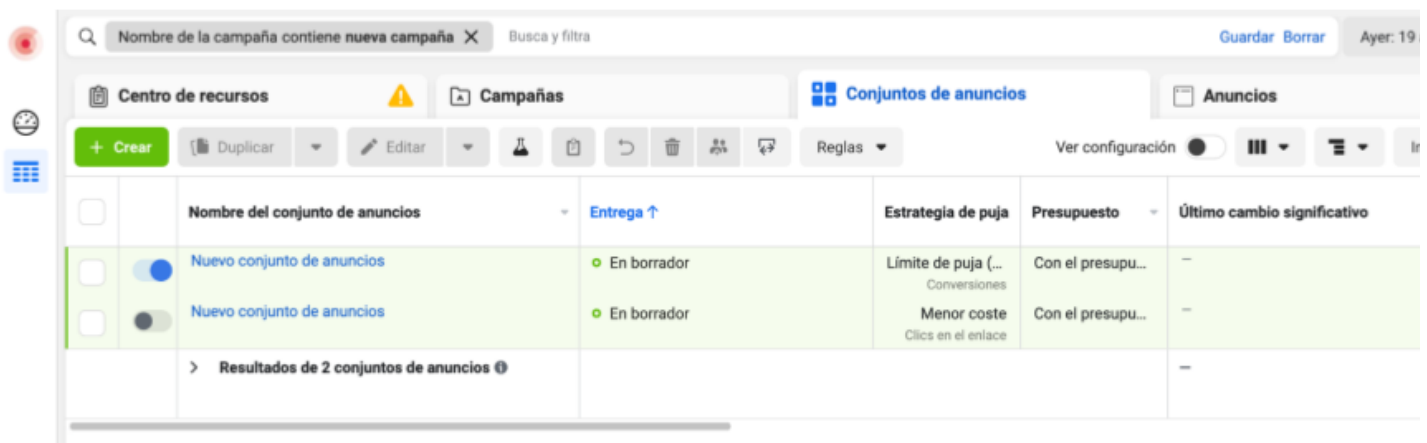 Nombre de la campaña contiene nueva campaña Busca y filtra Guardar Borrar Ayer: 19
Centro de recursos Campañas Conjuntos de anuncios Anuncios
+ Crear Duplicar Editar Reglas Ver configuración
Nombre del conjunto de anuncios Entrega ↑ Estrategia de puja Presupuesto Último cambio significativo
Nuevo conjunto de anuncios En borrador Límite de puja (... Con el presupu... —
Conversiones
Nuevo conjunto de anuncios En borrador Menor coste Con el presupu... —
Clics en el enlace
Resultados de 2 conjuntos de anuncios —